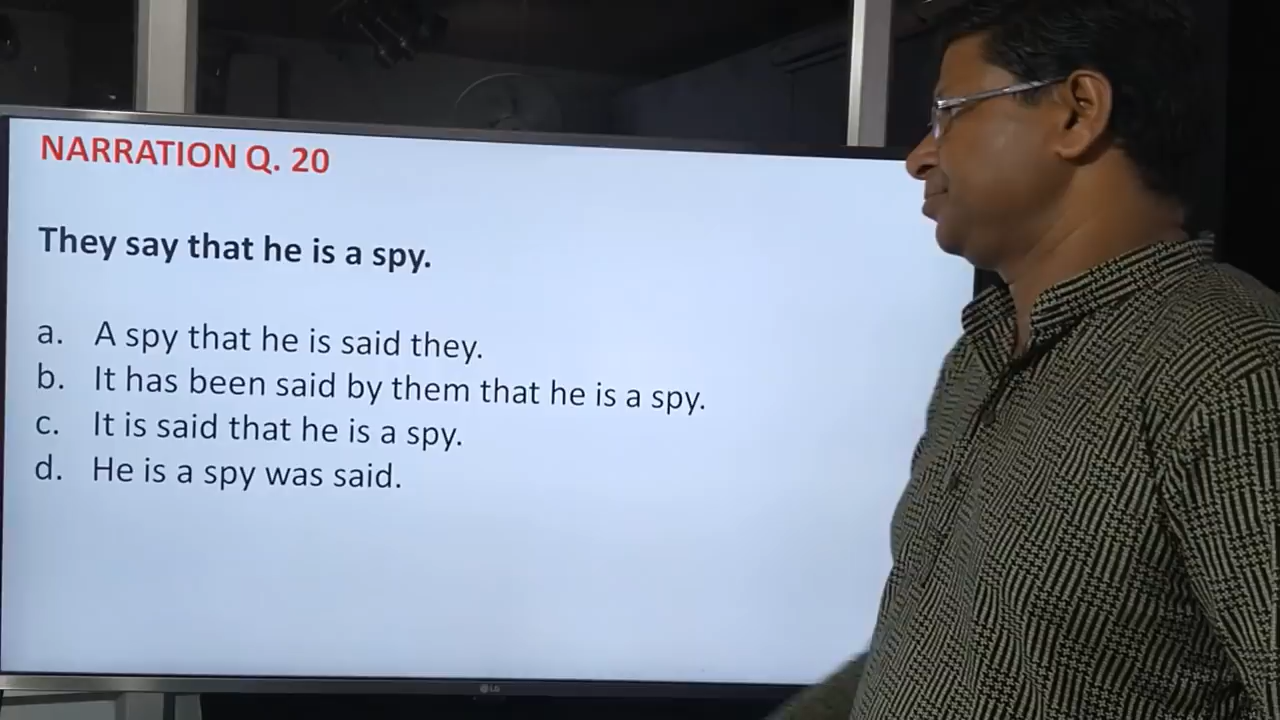 NARRATION Q. 20
They say that he is a spy.
a. A spy that he is said they.
b. It has been said by them that he is a spy.
c. It is said that he is a spy.
d. He is a spy was said.
LG